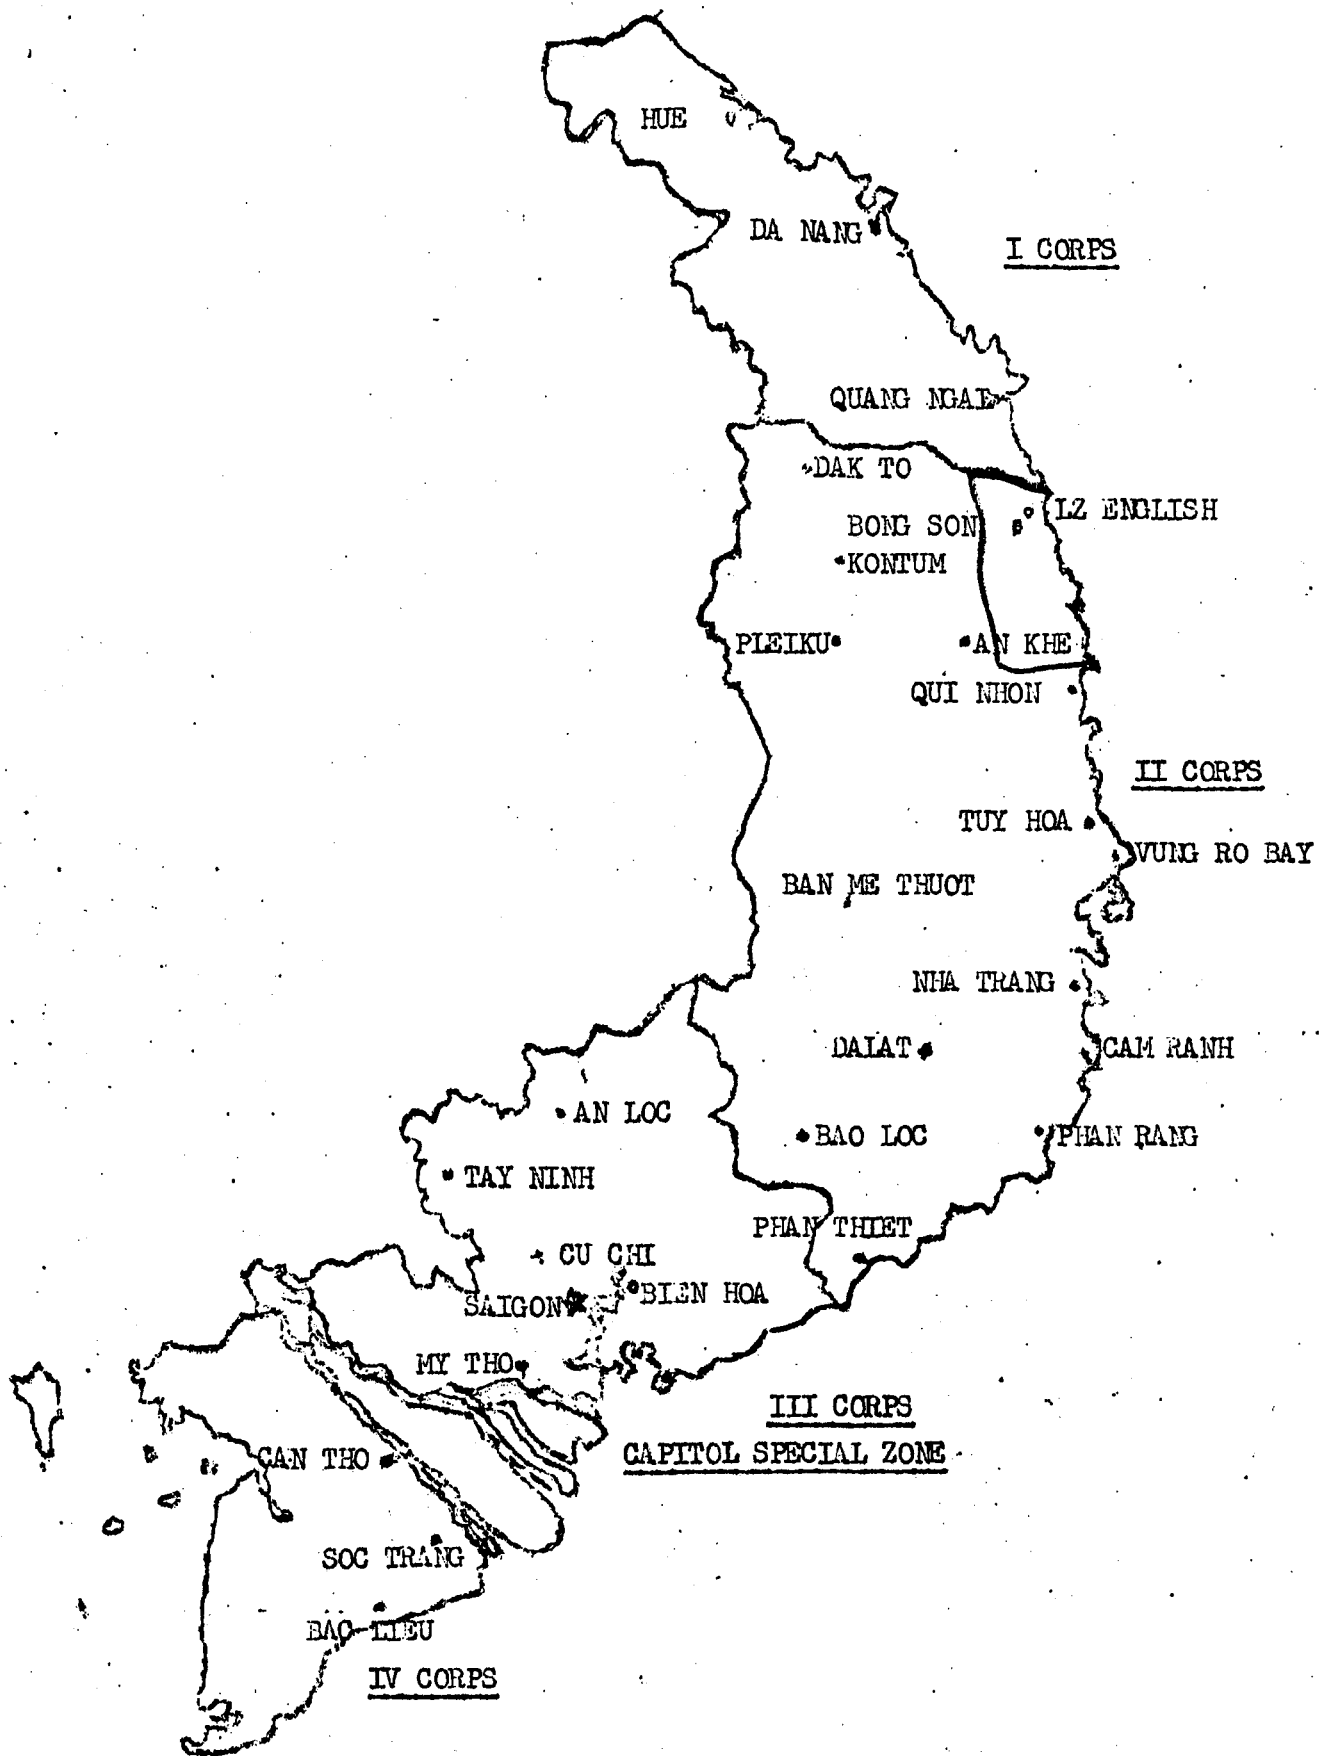 HUE
DA NANG
I CORPS
QUANG NGAI
DAK TO
LZ ENGLISH
BONG SON
KONTUM
PLEIKU
AN KHE
QUI NHON
II CORPS
TUY HOA
VUNG RO BAY
BAN ME THUOT
NHA TRANG
DALAT
CAM RANH
AN LOC
BAO LOC
PHAN RANG
TAY NINH
PHAN THIET
CU CHI
SAIGON
BIEN HOA
MY THO
III CORPS
CAPITOL SPECIAL ZONE
CAN THO
SOC TRANG
BAC LIEU
IV CORPS